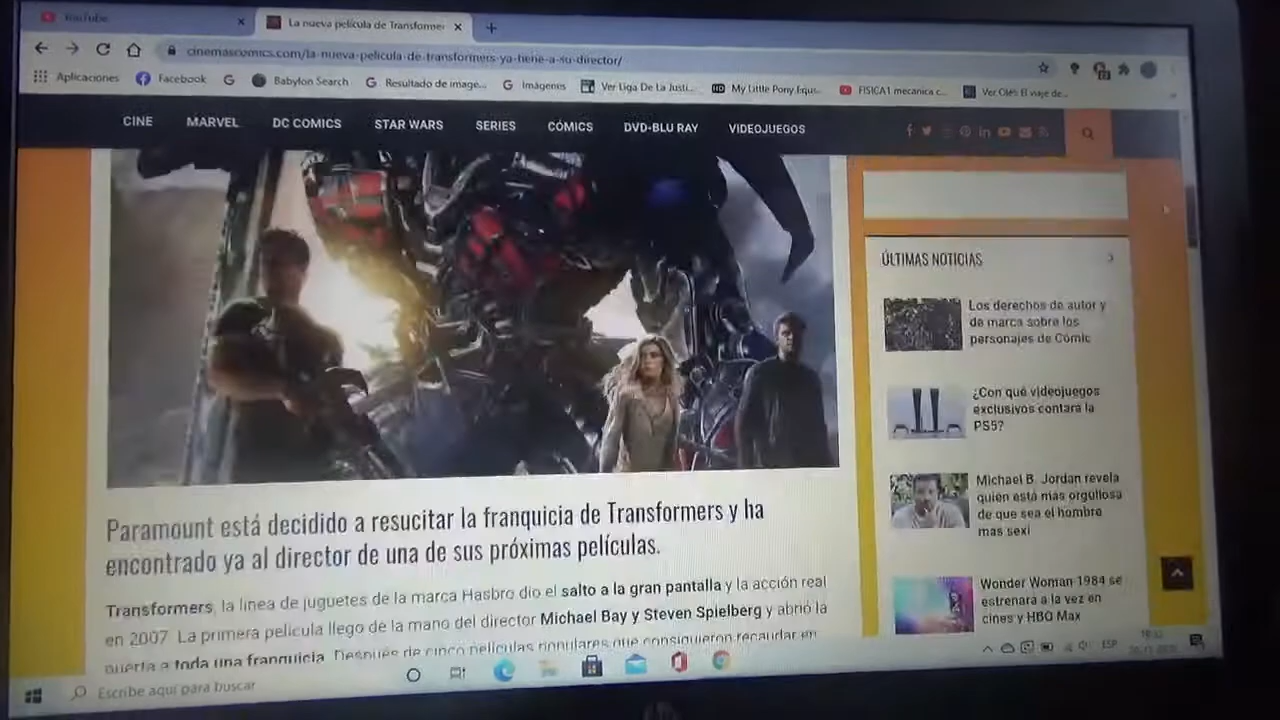 YouTube
La nueva película de Transformer
cinemascomics.com/la-nueva-pelicula-de-transformers-ya-tiene-a-su-director/
Aplicaciones
Facebook
Babylon Search
Resultado de image...
Imágenes
Ver Liga De La Justi...
My Little Pony Equs...
FISICA1 mecanica c...
Ver Olés El viaje de...
CINE
MARVEL
DC COMICS
STAR WARS
SERIES
CÓMICS
DVD-BLU RAY
VIDEOJUEGOS
ÚLTIMAS NOTICIAS
Los derechos de autor y
de marca sobre los
personajes de Cómic
¿Con qué videojuegos
exclusivos contará la
PS5?
Michael B. Jordan revela
quien está más orgullosa
de que sea el hombre
mas sexi
Wonder Woman 1984 se
estrenara a la vez en
cines y HBO Max
Paramount está decidido a resucitar la franquicia de Transformers y ha
encontrado ya al director de una de sus próximas películas.
Transformers, la línea de juguetes de la marca Hasbro dio el salto a la gran pantalla y la acción real
en 2007. La primera película llego de la mano del director Michael Bay y Steven Spielberg y abrió la
puerta a toda una franquicia. Después de cinco películas populares que consiguieron recaudar en
Escribe aquí para buscar
ESP